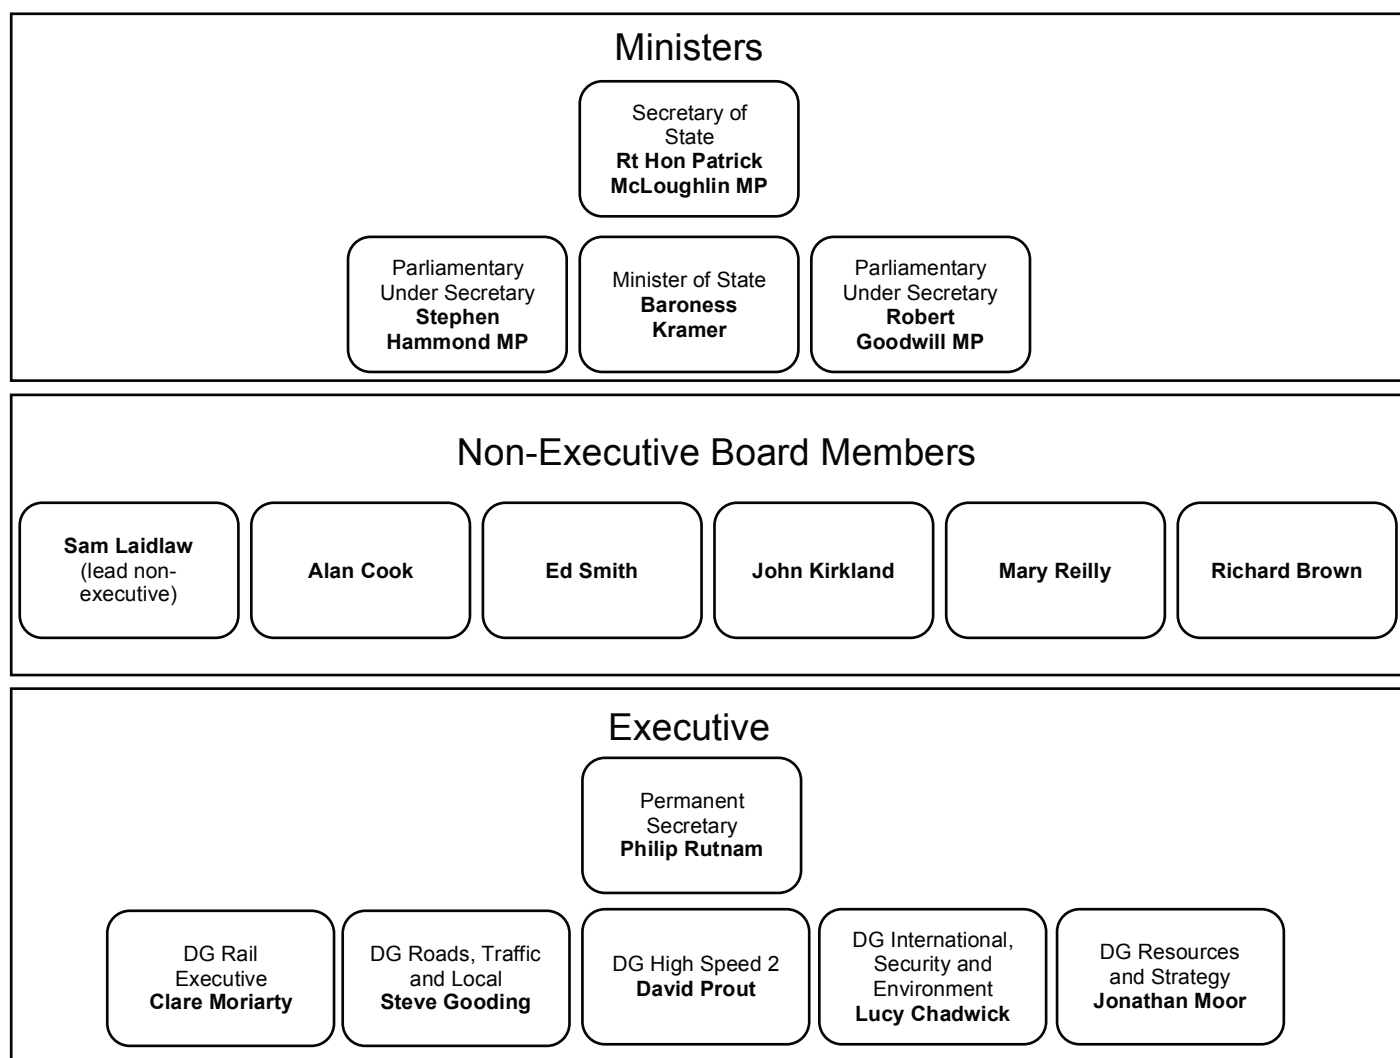 Ministers
Secretary of
State
Rt Hon Patrick
McLoughlin MP
Parliamentary
Under Secretary
Stephen
Hammond MP
Minister of State
Baroness
Kramer
Parliamentary
Under Secretary
Robert
Goodwill MP
Non-Executive Board Members
Sam Laidlaw
(lead non-
executive)
Alan Cook
Ed Smith
John Kirkland
Mary Reilly
Richard Brown
Executive
Permanent
Secretary
Philip Rutnam
DG Rail
Executive
Clare Moriarty
DG Roads, Traffic
and Local
Steve Gooding
DG High Speed 2
David Prout
DG International,
Security and
Environment
Lucy Chadwick
DG Resources
and Strategy
Jonathan Moor